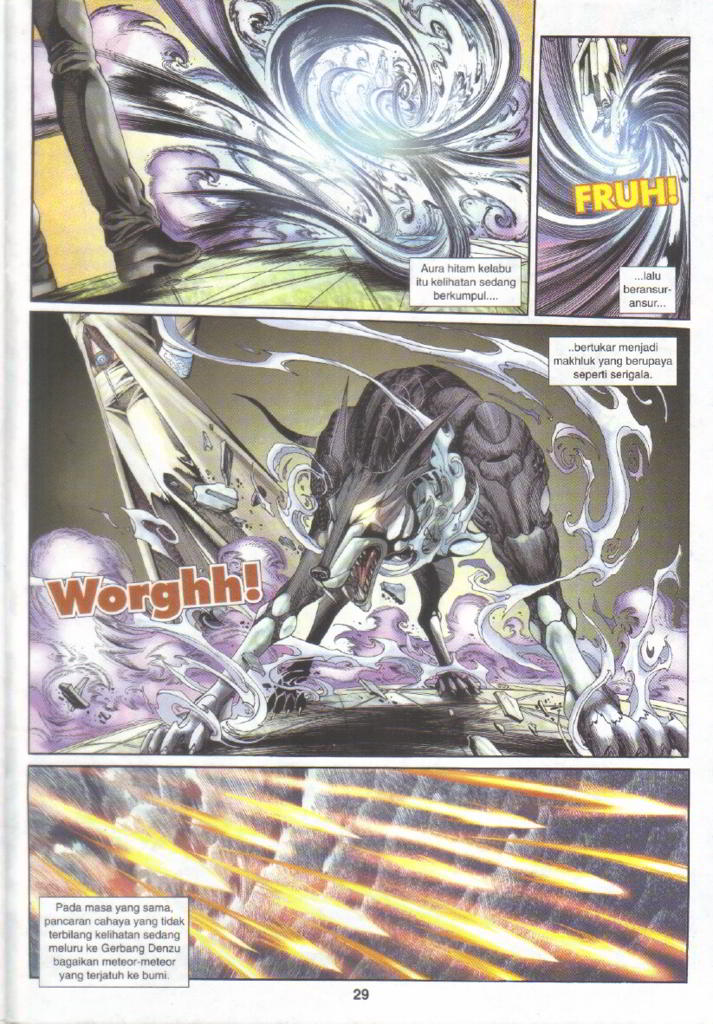 Aura hitam kelabu
itu kelihatan sedang
berkumpul....
FRUH!
...lalu
beransur-
ansur...
..bertukar menjadi
makhluk yang berupaya
seperti serigala.
Worghh!
Pada masa yang sama,
pancaran cahaya yang tidak
terbilang kelihatan sedang
meluru ke Gerbang Denzu
bagaikan meteor-meteor
yang terjatuh ke bumi.
29